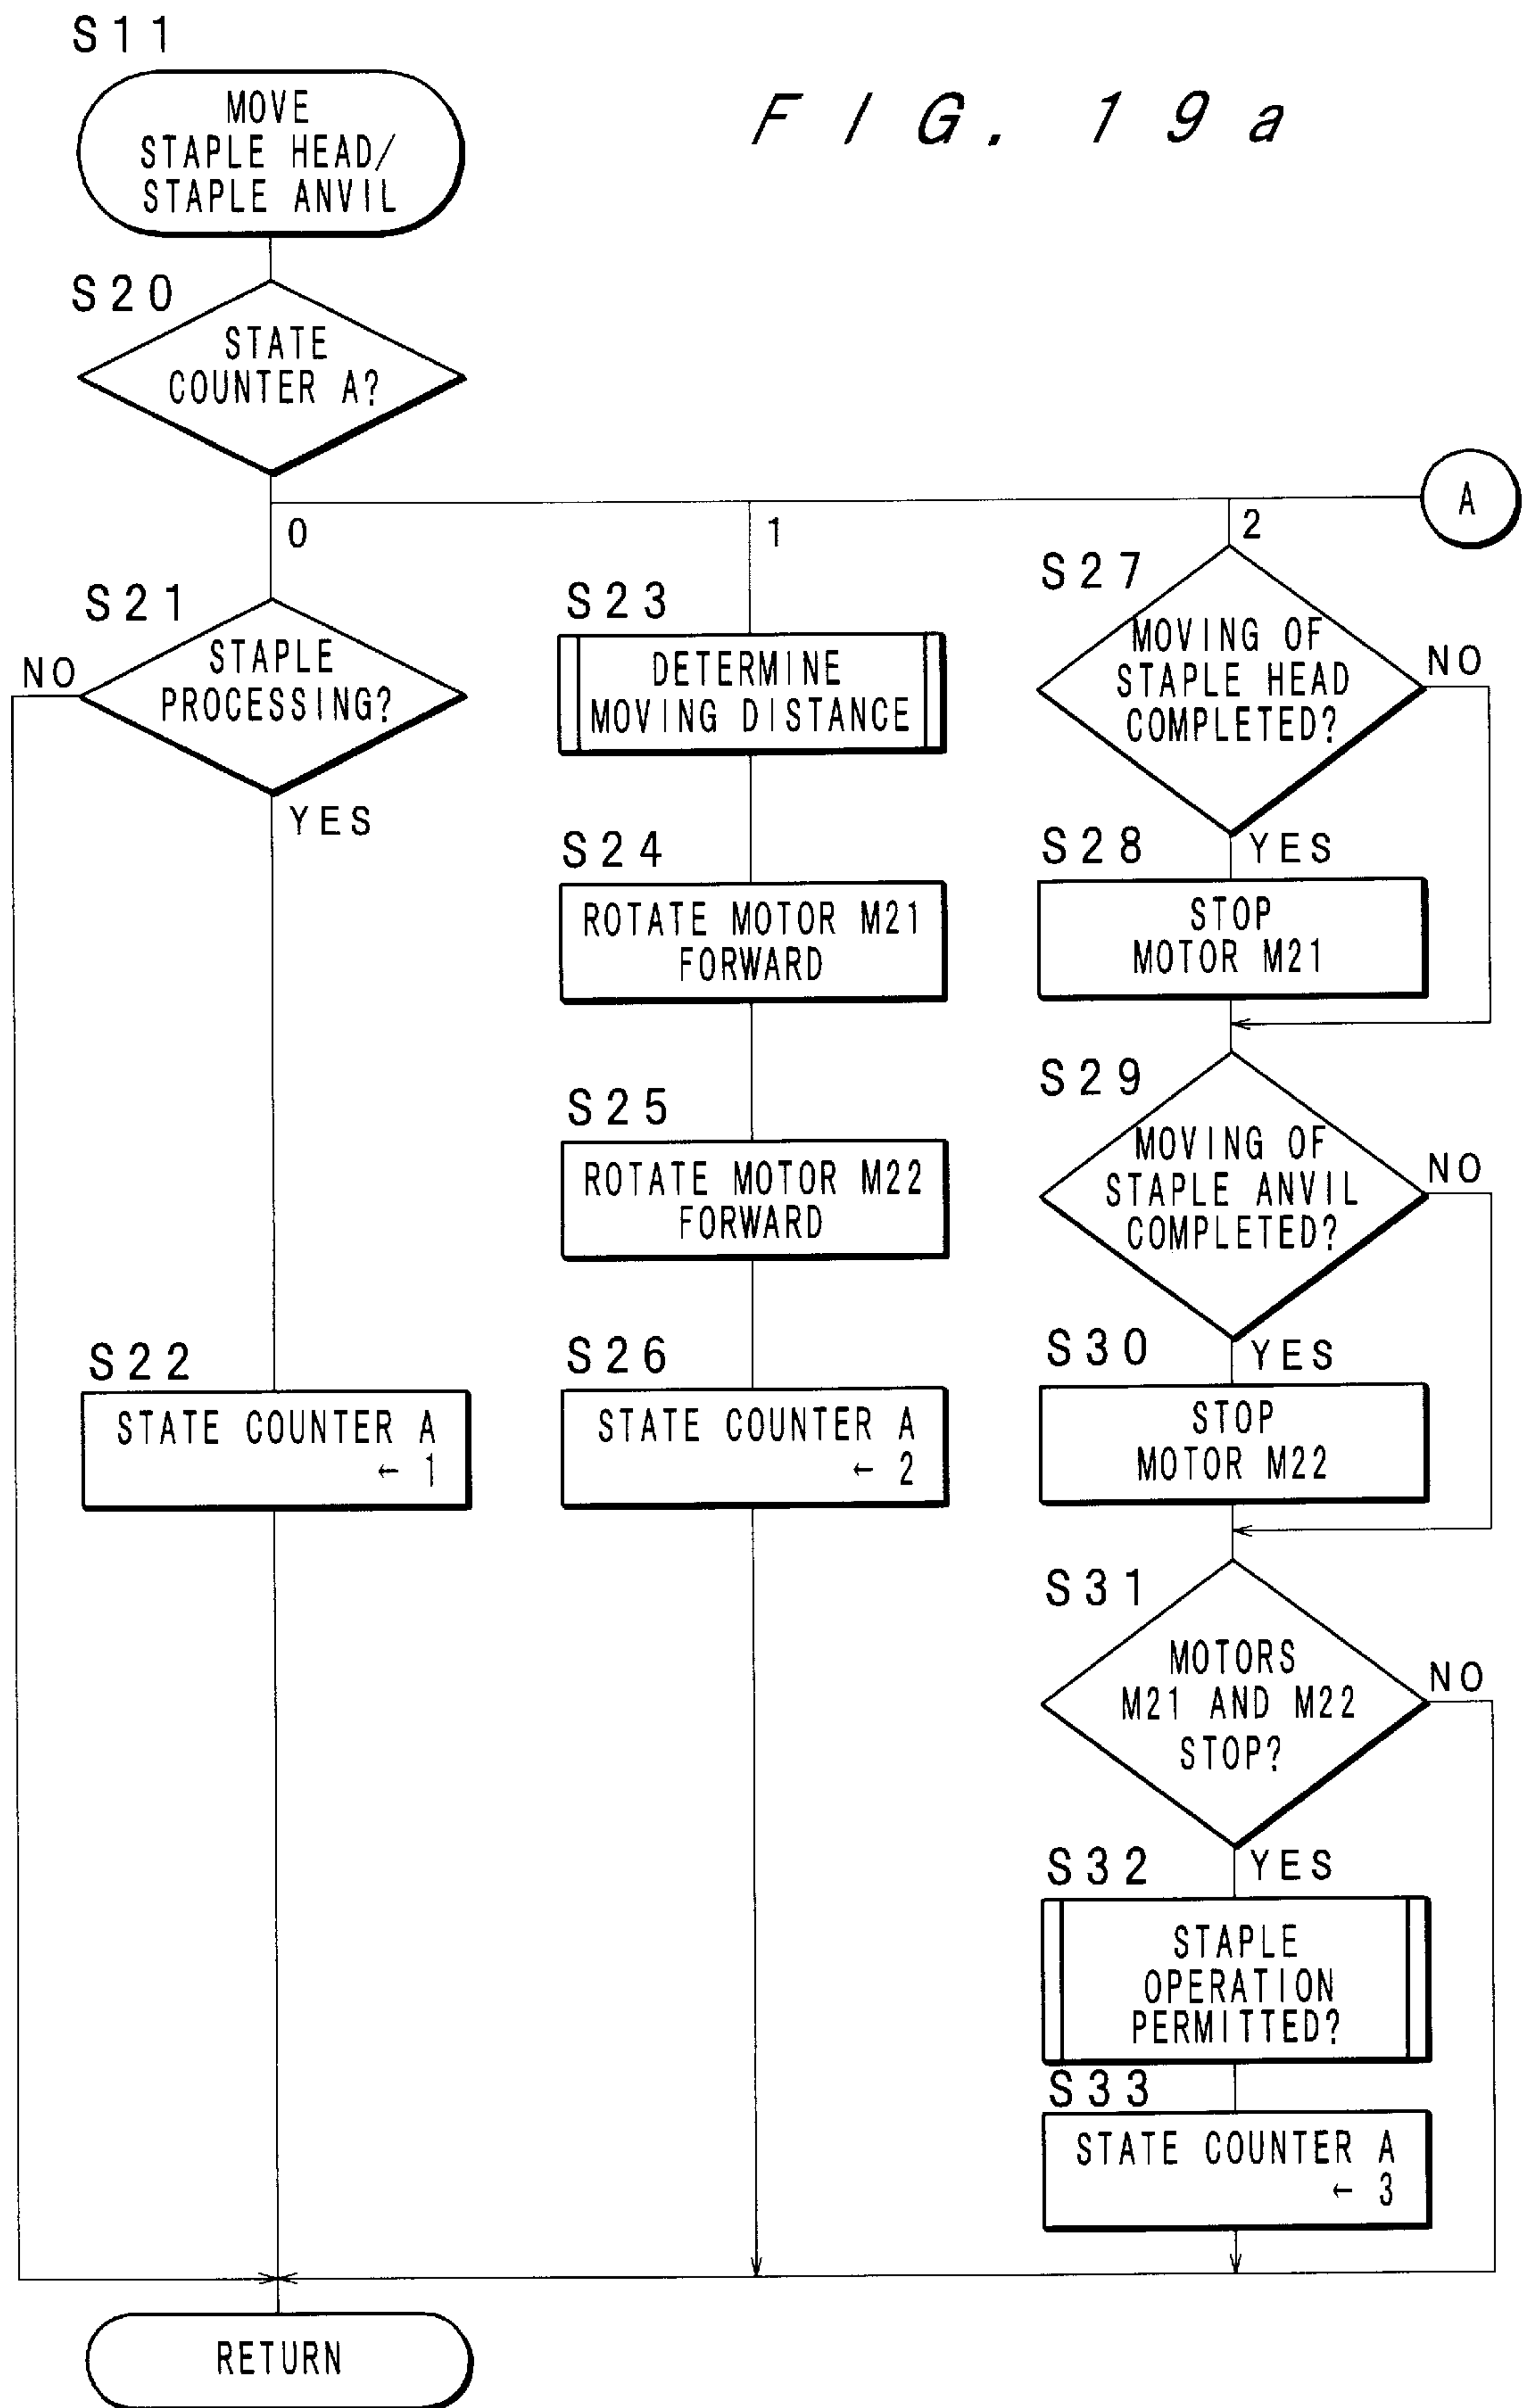 S11
MOVE
STAPLE HEAD/
STAPLE ANVIL
FIG. 19a
S20
STATE
COUNTER A?
A
0
1
2
S21
STAPLE
PROCESSING?
NO
YES
S22
STATE COUNTER A
← 1
S23
DETERMINE
MOVING DISTANCE
S24
ROTATE MOTOR M21
FORWARD
S25
ROTATE MOTOR M22
FORWARD
S26
STATE COUNTER A
← 2
S27
MOVING OF
STAPLE HEAD
COMPLETED?
NO
YES
S28
STOP
MOTOR M21
S29
MOVING OF
STAPLE ANVIL
COMPLETED?
NO
YES
S30
STOP
MOTOR M22
S31
MOTORS
M21 AND M22
STOP?
NO
YES
S32
STAPLE
OPERATION
PERMITTED?
S33
STATE COUNTER A
← 3
RETURN